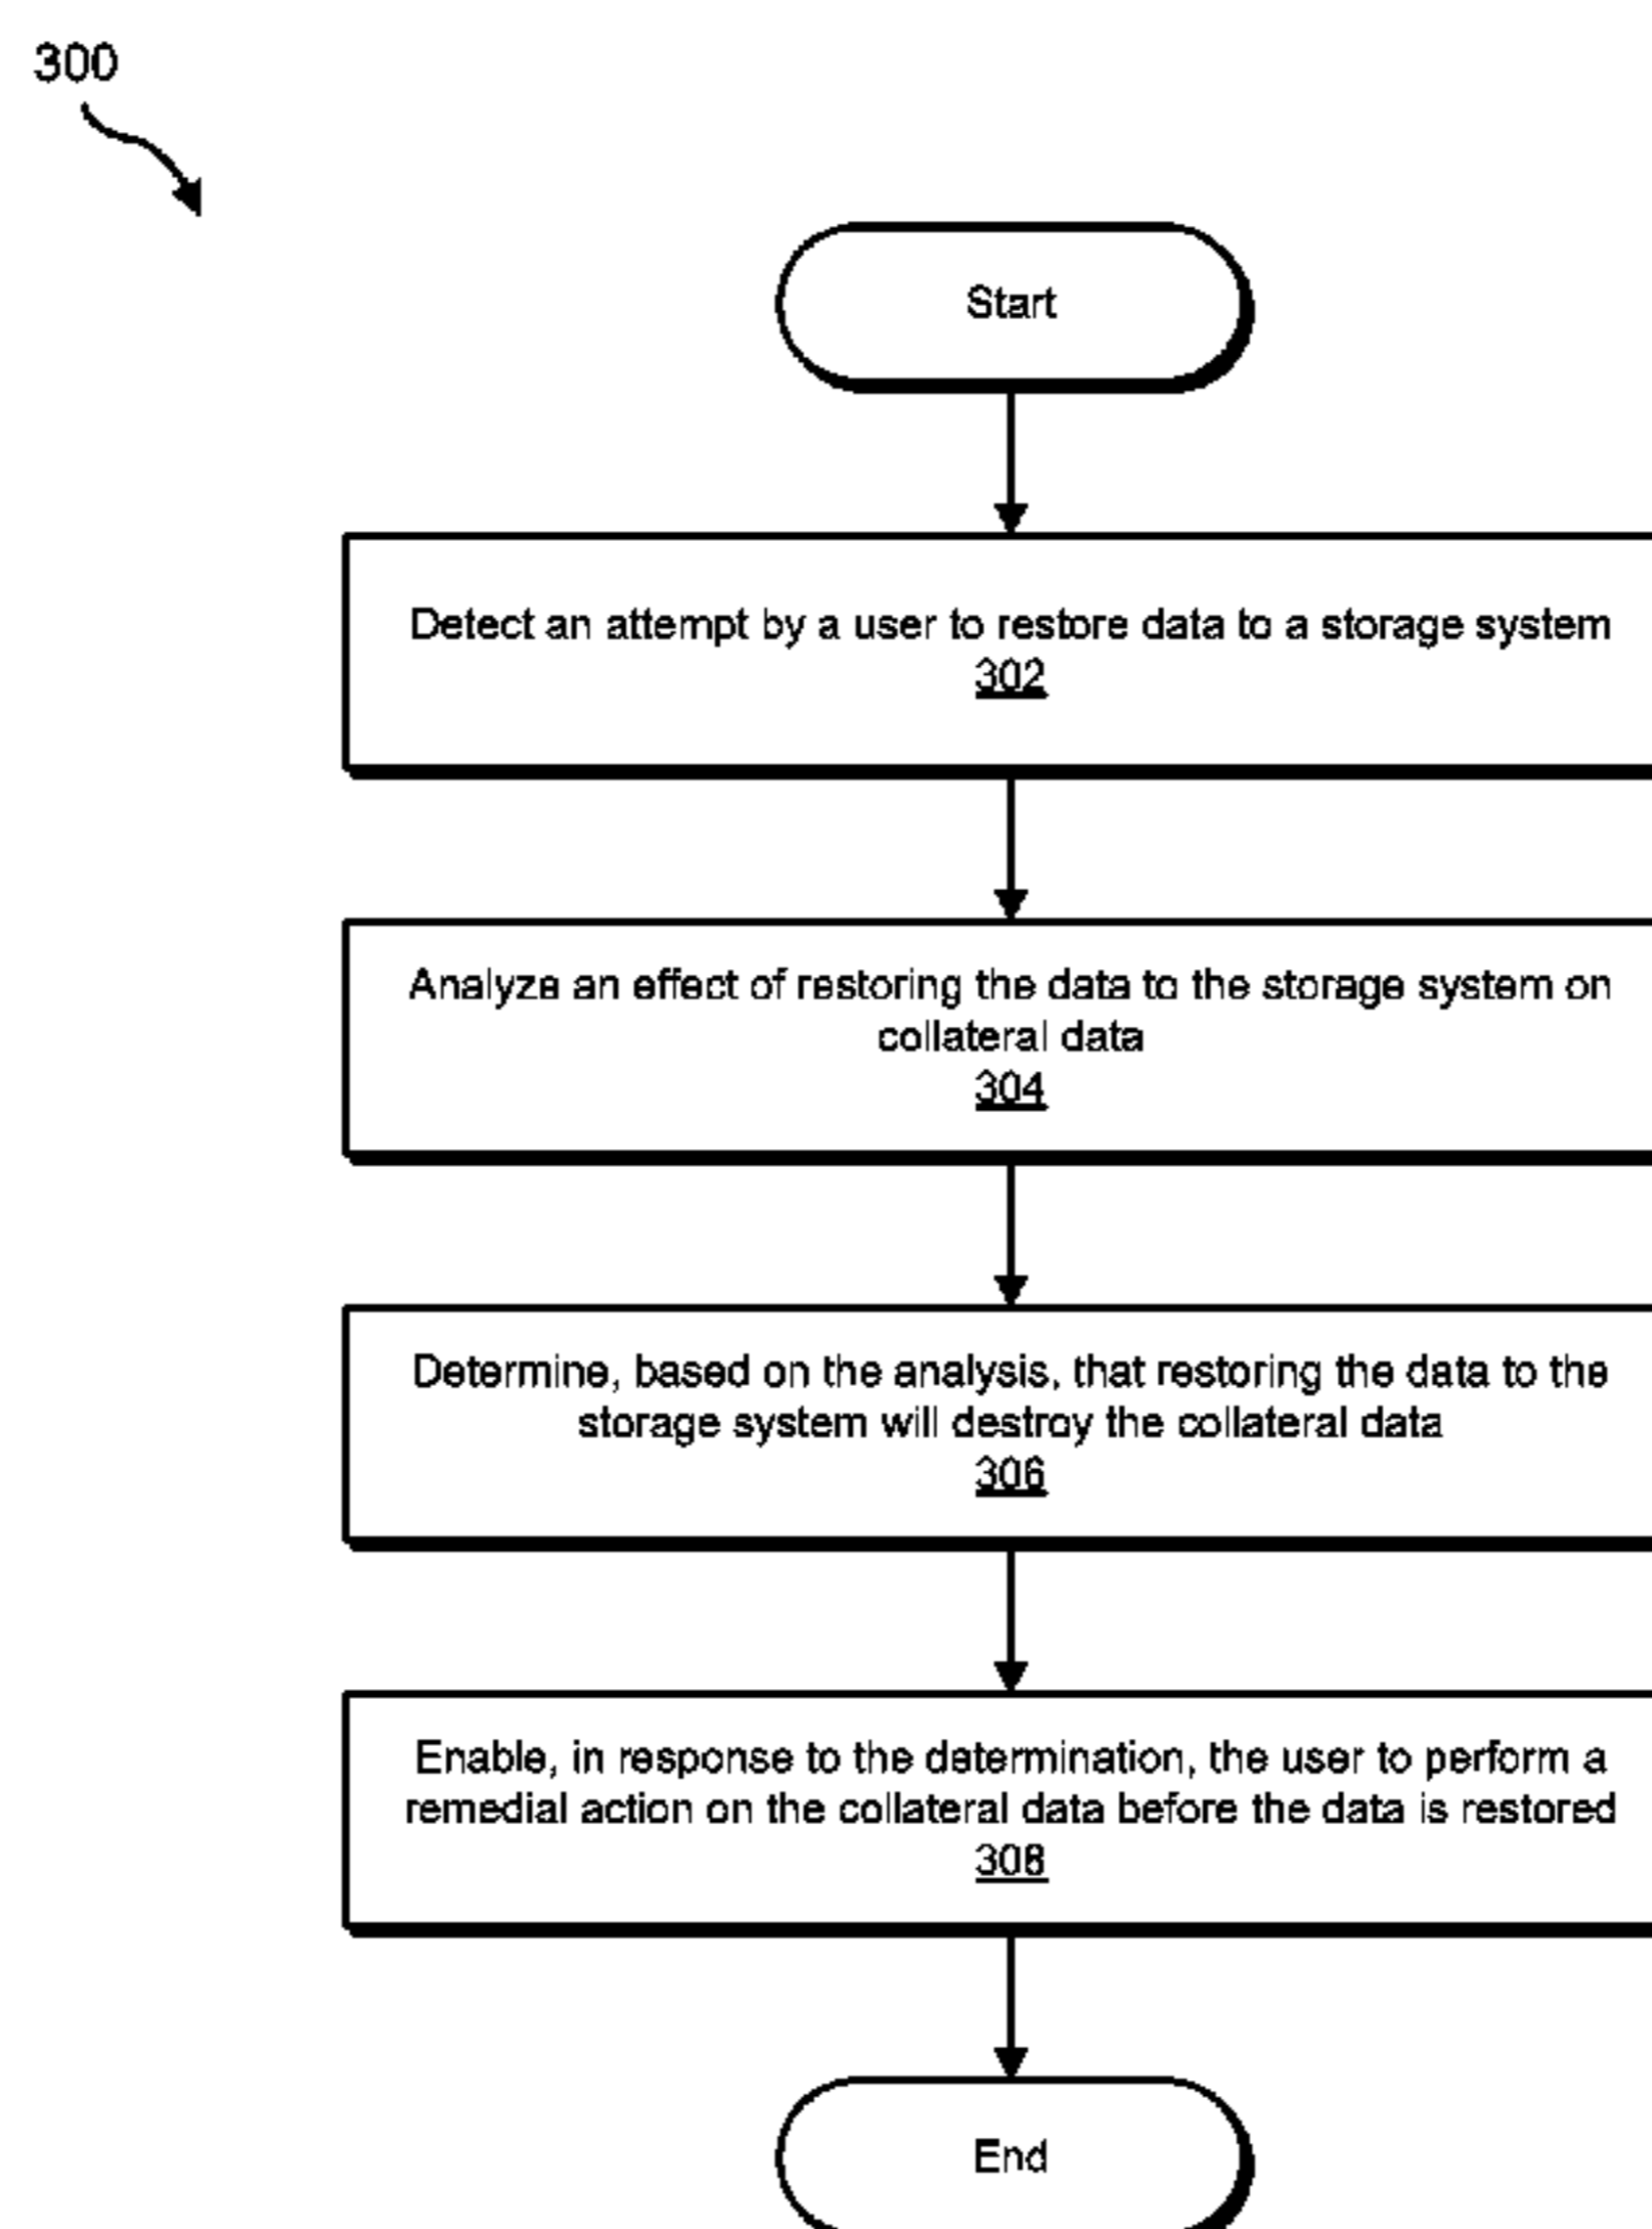 300
Start
Detect an attempt by a user to restore data to a storage system
302
Analyze an effect of restoring the data to the storage system on
collateral data
304
Determine, based on the analysis, that restoring the data to the
storage system will destroy the collateral data
306
Enable, in response to the determination, the user to perform a
remedial action on the collateral data before the data is restored
308
End